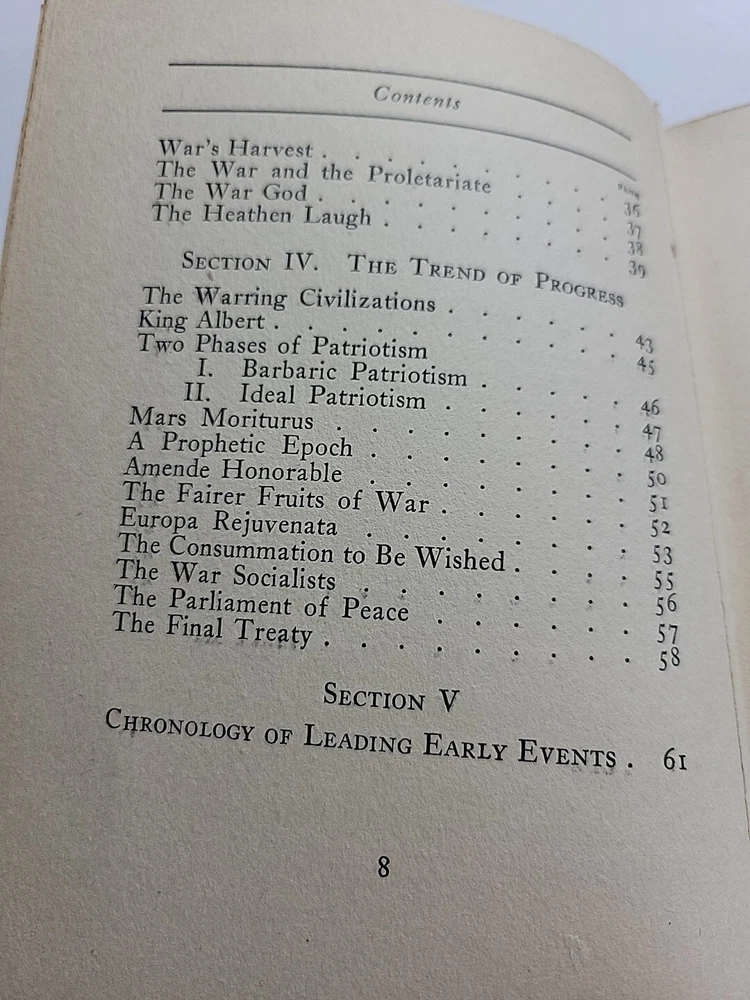 Contents
PAGE
War's Harvest . . . . . . . 36
The War and the Proletariate . . . 37
The War God . . . . . . . 38
The Heathen Laugh . . . . . . 39
SECTION IV. THE TREND OF PROGRESS
The Warring Civilizations . . . . . 43
King Albert . . . . . . . . . 45
Two Phases of Patriotism
I. Barbaric Patriotism . . . . 46
II. Ideal Patriotism . . . . . 47
Mars Moriturus . . . . . . . 48
A Prophetic Epoch . . . . . . 50
Amende Honorable . . . . . . 51
The Fairer Fruits of War . . . . . 52
Europa Rejuvenata . . . . . . 53
The Consummation to Be Wished . . . . 55
The War Socialists . . . . . . . 56
The Parliament of Peace . . . . . 57
The Final Treaty . . . . . . . . 58
SECTION V
CHRONOLOGY OF LEADING EARLY EVENTS . 61
8